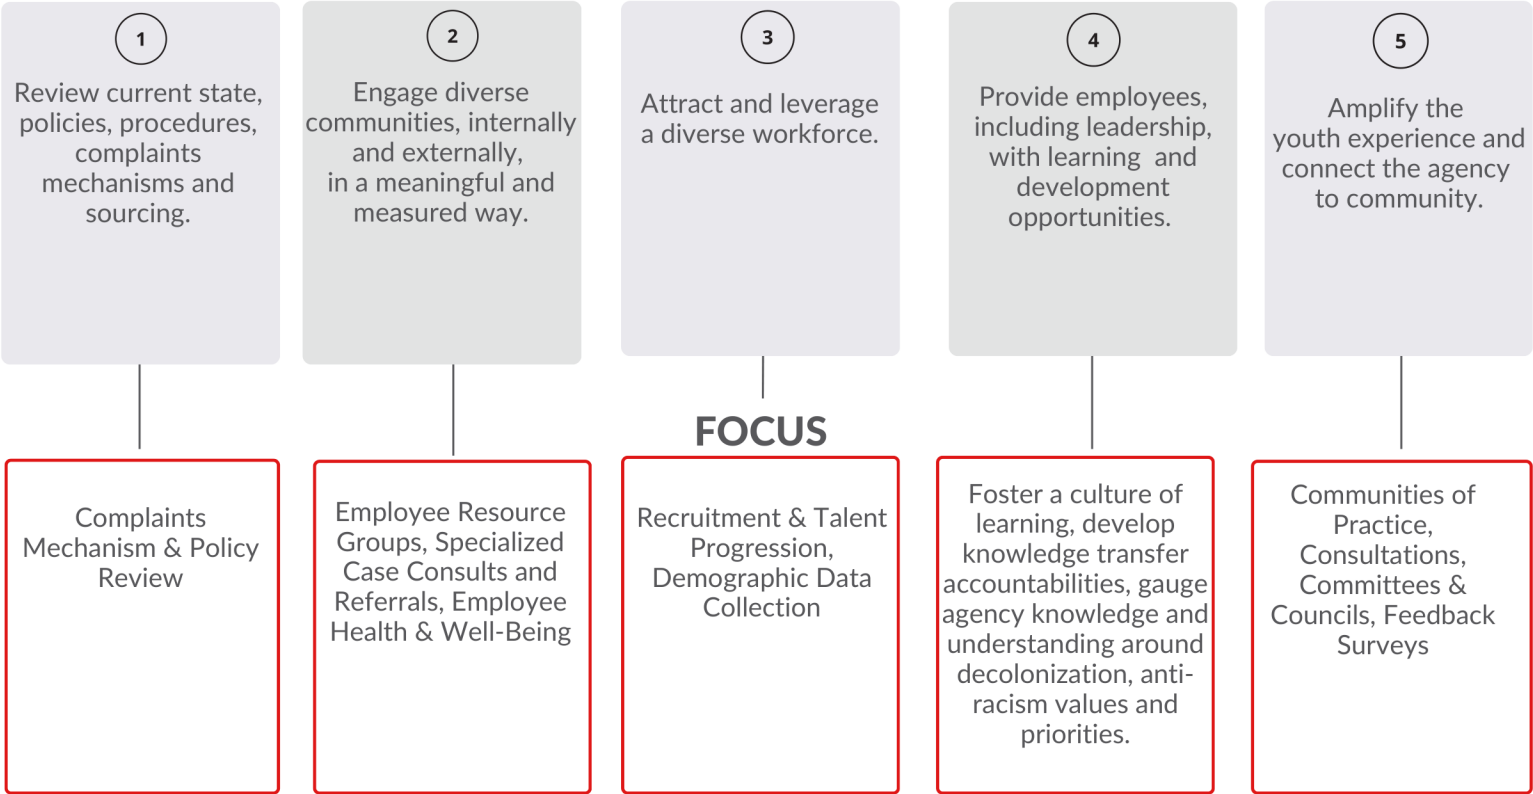 1
Review current state,
policies, procedures,
complaints
mechanisms and
sourcing.
2
Engage diverse
communities, internally
and externally,
in a meaningful and
measured way.
3
Attract and leverage
a diverse workforce.
4
Provide employees,
including leadership,
with learning and
development
opportunities.
5
Amplify the
youth experience and
connect the agency
to community.
FOCUS
Complaints
Mechanism & Policy
Review
Employee Resource
Groups, Specialized
Case Consults and
Referrals, Employee
Health & Well-Being
Recruitment & Talent
Progression,
Demographic Data
Collection
Foster a culture of
learning, develop
knowledge transfer
accountabilities, gauge
agency knowledge and
understanding around
decolonization, anti-
racism values and
priorities.
Communities of
Practice,
Consultations,
Committees &
Councils, Feedback
Surveys